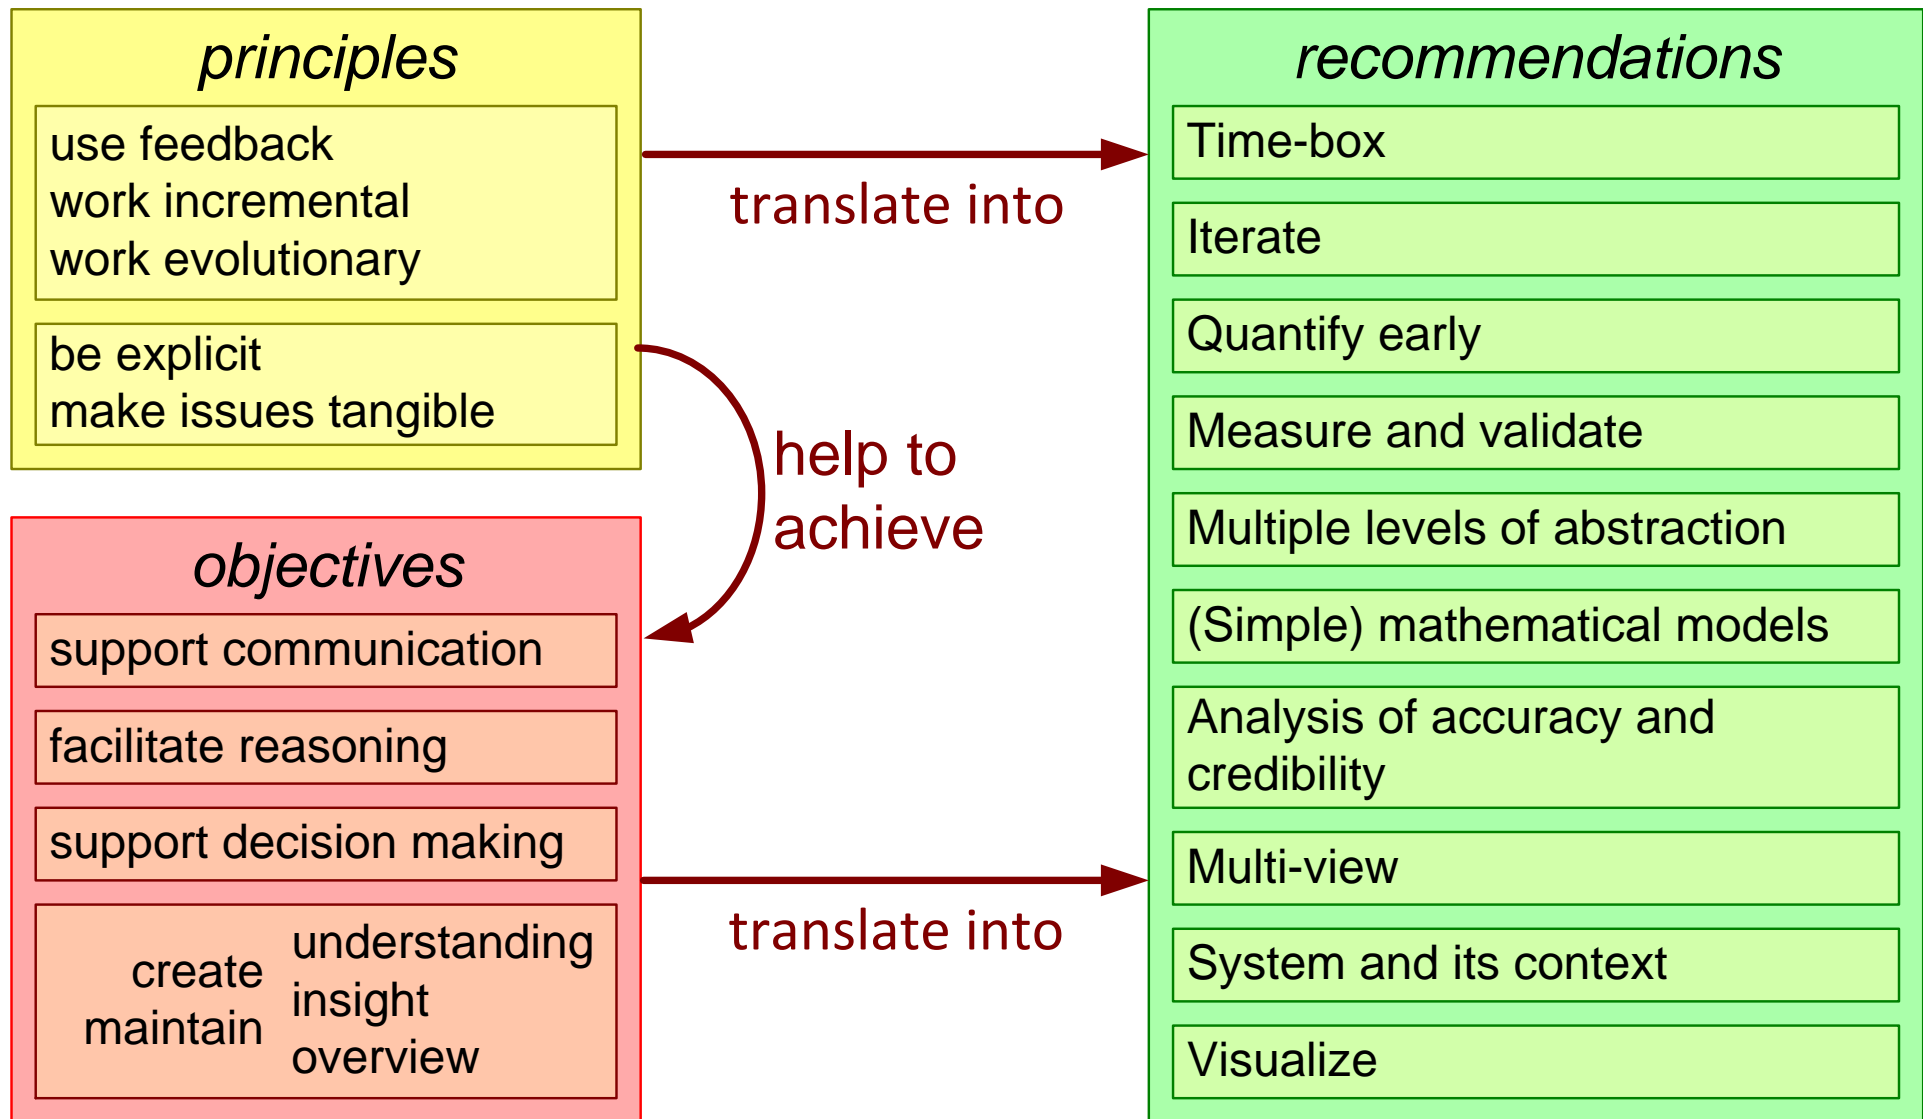 principles
use feedback
work incremental
work evolutionary
be explicit
make issues tangible
translate into
help to
achieve
objectives
support communication
facilitate reasoning
support decision making
create
maintain
understanding
insight
overview
translate into
recommendations
Time-box
Iterate
Quantify early
Measure and validate
Multiple levels of abstraction
(Simple) mathematical models
Analysis of accuracy and
credibility
Multi-view
System and its context
Visualize